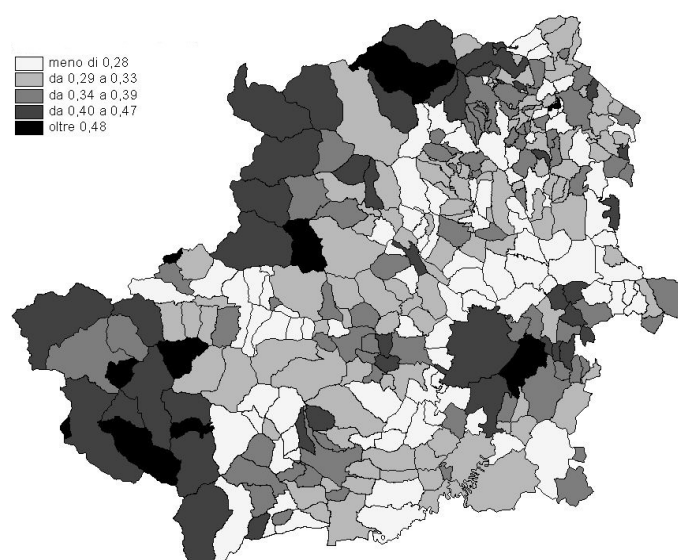 meno di 0,28
da 0,29 a 0,33
da 0,34 a 0,39
da 0,40 a 0,47
oltre 0,48